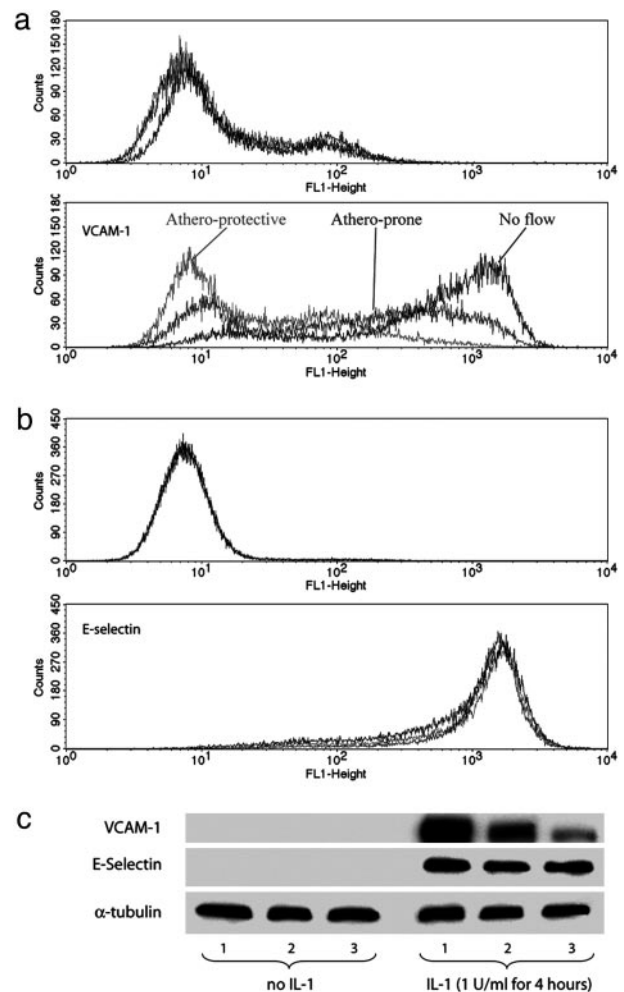 a
Counts
0 30 60 90 120 150 180
10^0 10^1 10^2 10^3 10^4
FL1-Height
VCAM-1
Athero-protective Athero-prone No flow
Counts
0 30 60 90 120 150 180
10^0 10^1 10^2 10^3 10^4
FL1-Height
b
Counts
0 90 180 270 360 450
10^0 10^1 10^2 10^3 10^4
FL1-Height
E-selectin
Counts
0 90 180 270 360 450
10^0 10^1 10^2 10^3 10^4
FL1-Height
c
VCAM-1
E-Selectin
α-tubulin
1 2 3 1 2 3
no IL-1 IL-1 (1 U/ml for 4 hours)